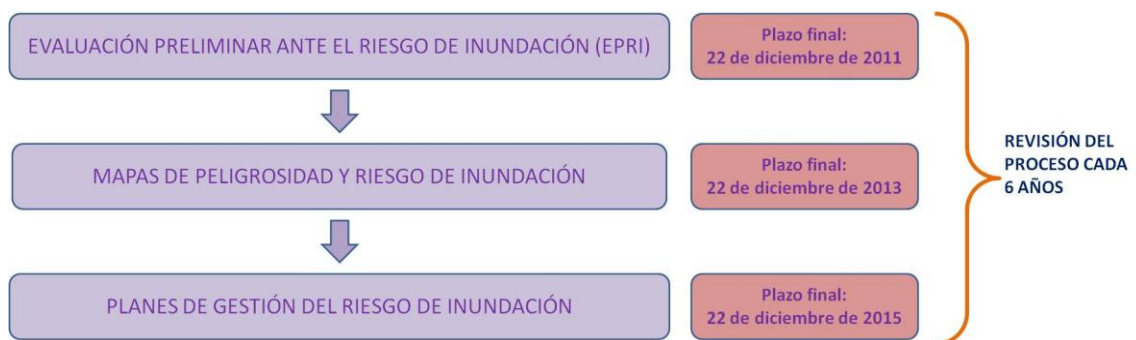 EVALUACIÓN PRELIMINAR ANTE EL RIESGO DE INUNDACIÓN (EPRI)
Plazo final:
22 de diciembre de 2011
MAPAS DE PELIGROSIDAD Y RIESGO DE INUNDACIÓN
Plazo final:
22 de diciembre de 2013
PLANES DE GESTIÓN DEL RIESGO DE INUNDACIÓN
Plazo final:
22 de diciembre de 2015
REVISIÓN DEL
PROCESO CADA
6 AÑOS